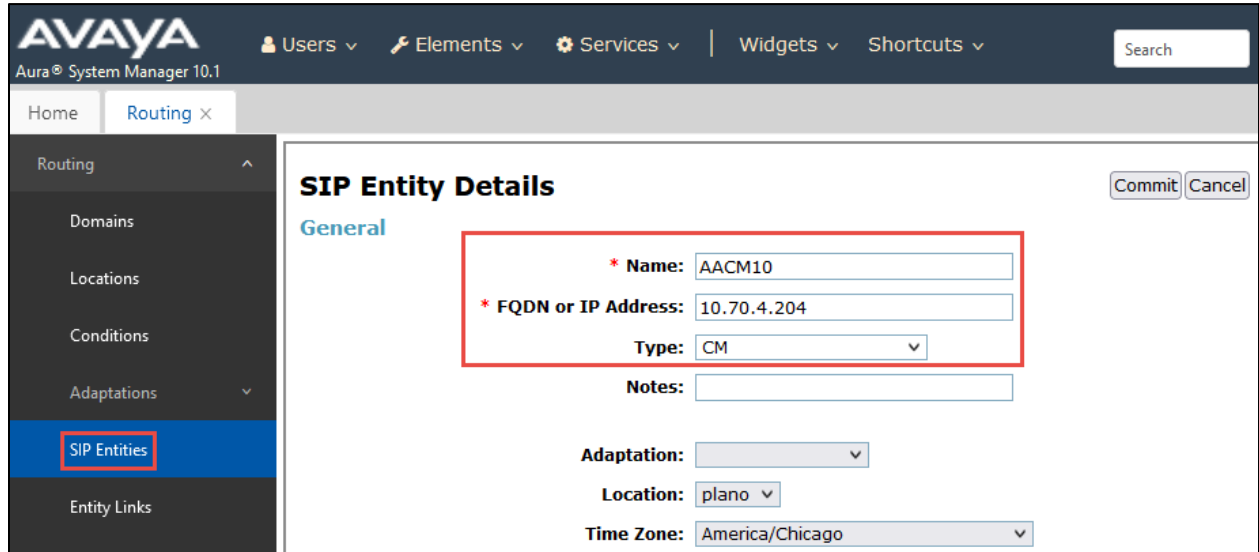 AVAYA
Aura® System Manager 10.1
Users Elements Services Widgets Shortcuts Search
Home Routing ×
Routing
Domains
Locations
Conditions
Adaptations
SIP Entities
Entity Links
SIP Entity Details
Commit Cancel
General
* Name: AACM10
* FQDN or IP Address: 10.70.4.204
Type: CM
Notes:
Adaptation:
Location: plano
Time Zone: America/Chicago